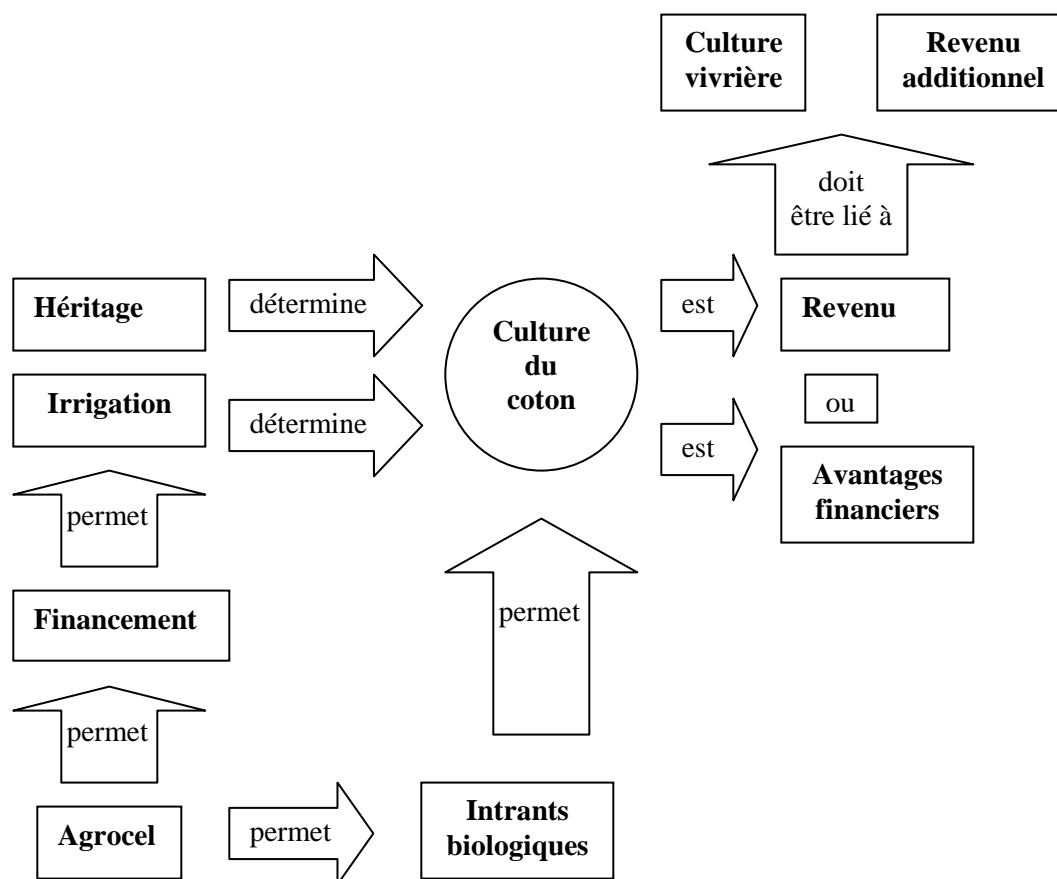 Culture
vivrière
Revenu
additionnel
doit
être lié à
Héritage
détermine
Culture
du
coton
est
Revenu
Irrigation
détermine
ou
est
Avantages
financiers
permet
Financement
permet
permet
Agrocel
permet
Intrants
biologiques